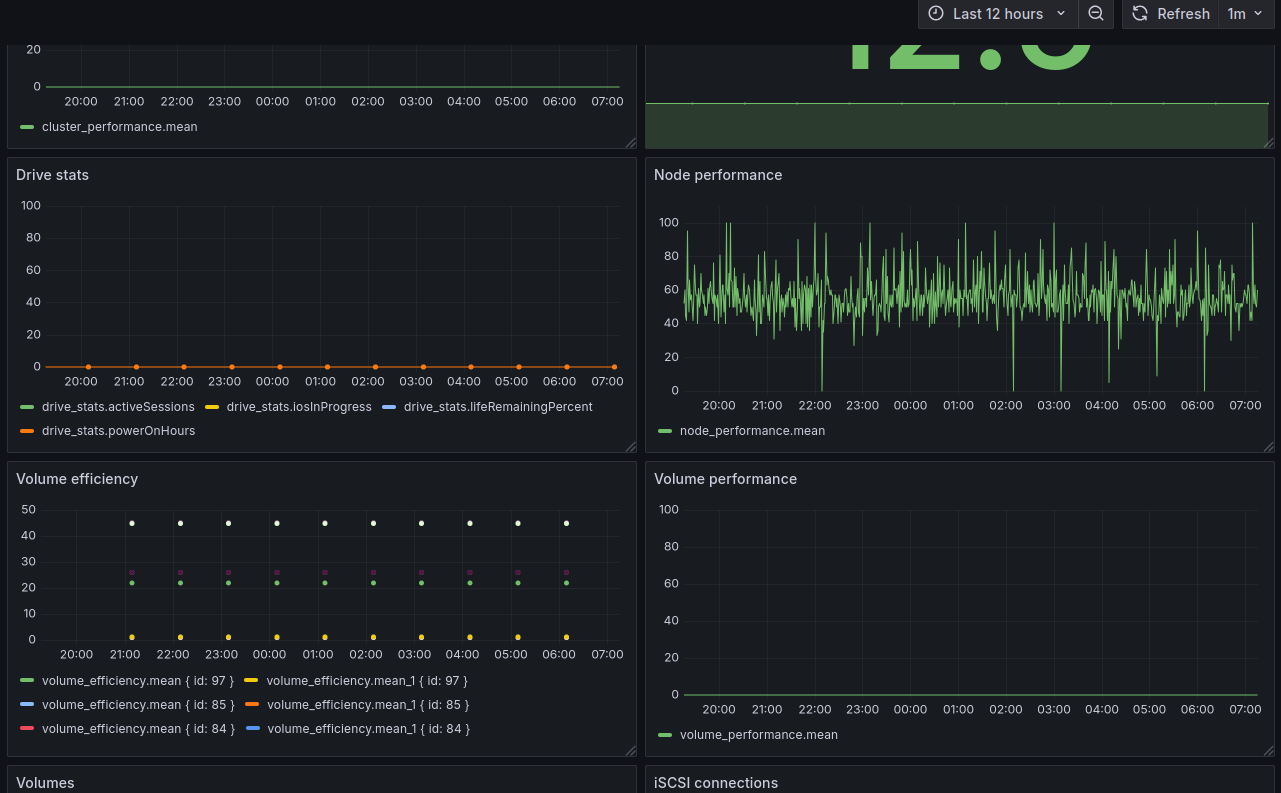 Last 12 hours Refresh 1m
20
0
20:00 21:00 22:00 23:00 00:00 01:00 02:00 03:00 04:00 05:00 06:00 07:00
cluster_performance.mean
Drive stats
100
80
60
40
20
0
20:00 21:00 22:00 23:00 00:00 01:00 02:00 03:00 04:00 05:00 06:00 07:00
drive_stats.activeSessions drive_stats.iosInProgress drive_stats.lifeRemainingPercent
drive_stats.powerOnHours
Node performance
100
80
60
40
20
0
20:00 21:00 22:00 23:00 00:00 01:00 02:00 03:00 04:00 05:00 06:00 07:00
node_performance.mean
Volume efficiency
50
40
30
20
10
0
20:00 21:00 22:00 23:00 00:00 01:00 02:00 03:00 04:00 05:00 06:00 07:00
volume_efficiency.mean { id: 97 } volume_efficiency.mean_1 { id: 97 }
volume_efficiency.mean { id: 85 } volume_efficiency.mean_1 { id: 85 }
volume_efficiency.mean { id: 84 } volume_efficiency.mean_1 { id: 84 }
Volume performance
100
80
60
40
20
0
20:00 21:00 22:00 23:00 00:00 01:00 02:00 03:00 04:00 05:00 06:00 07:00
volume_performance.mean
Volumes
iSCSI connections